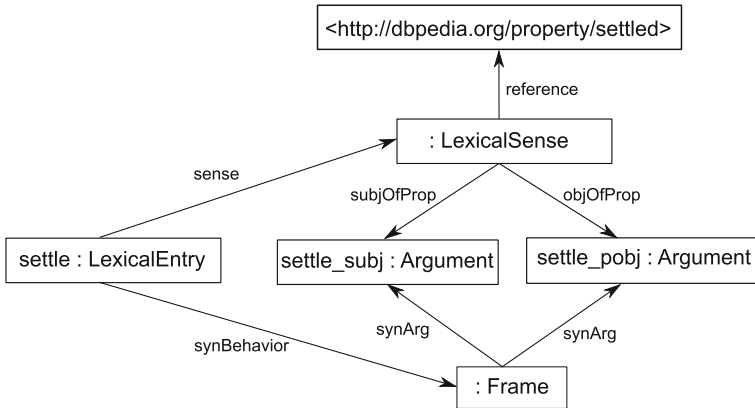 <http://dbpedia.org/property/settled>
reference
: LexicalSense
sense
subjOfProp
objOfProp
settle : LexicalEntry
settle_subj : Argument
settle_pobj : Argument
synArg
synArg
synBehavior
: Frame